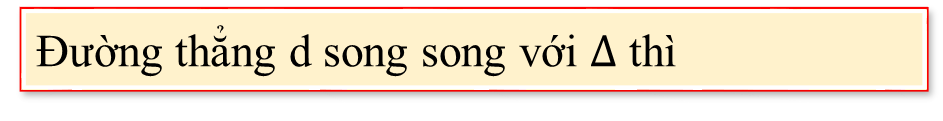 Đường thẳng d song song với Δ thì